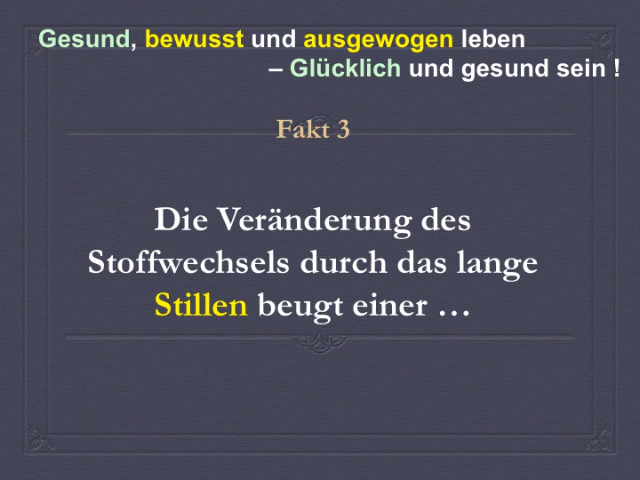 Gesund, bewusst und ausgewogen leben
– Glücklich und gesund sein !
Fakt 3
Die Veränderung des
Stoffwechsels durch das lange
Stillen beugt einer …